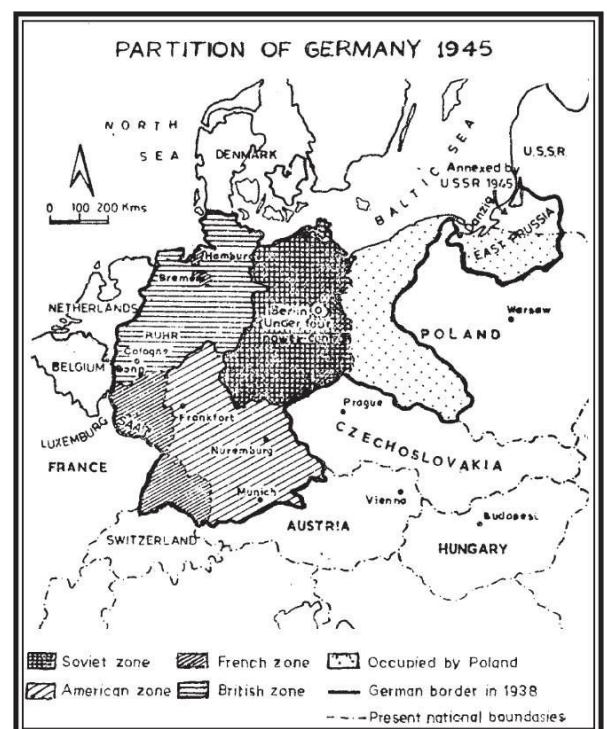 PARTITION OF GERMANY 1945
NORTH
SEA
DENMARK
BALTIC SEA
U.S.S.R.
Annexed by
USSR 1945
0 100 200 Kms
Danzig
EAST PRUSSIA
Hamburg
Bremen
NETHERLANDS
Berlin
Under four
power
Warsaw
POLAND
RUHR
Cologne
BELGIUM
Bonn
LUXEMBURG
SAAR
Frankfort
Prague
CZECHOSLOVAKIA
FRANCE
Nuremburg
Munich
Vienna
AUSTRIA
Budapest
SWITZERLAND
HUNGARY
Soviet zone
French zone
Occupied by Poland
American zone
British zone
German border in 1938
Present national boundasies